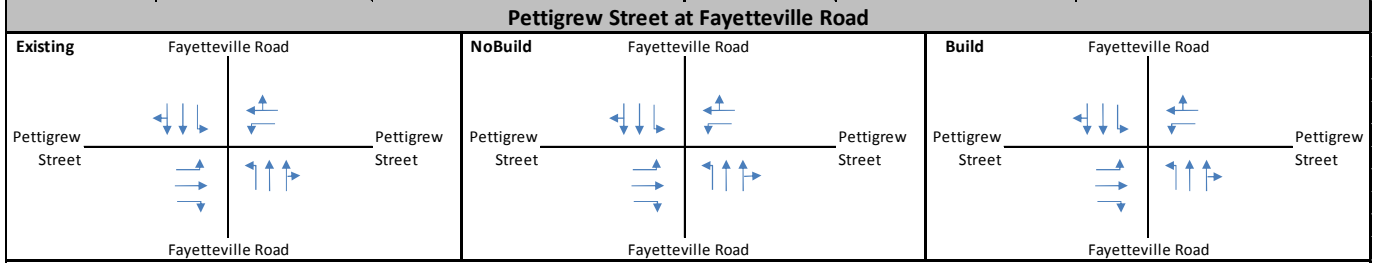 Pettigrew Street at Fayetteville Road
Existing Fayetteville Road
Pettigrew Street
Pettigrew Street
Fayetteville Road
NoBuild Fayetteville Road
Pettigrew Street
Pettigrew Street
Fayetteville Road
Build Fayetteville Road
Pettigrew Street
Pettigrew Street
Fayetteville Road